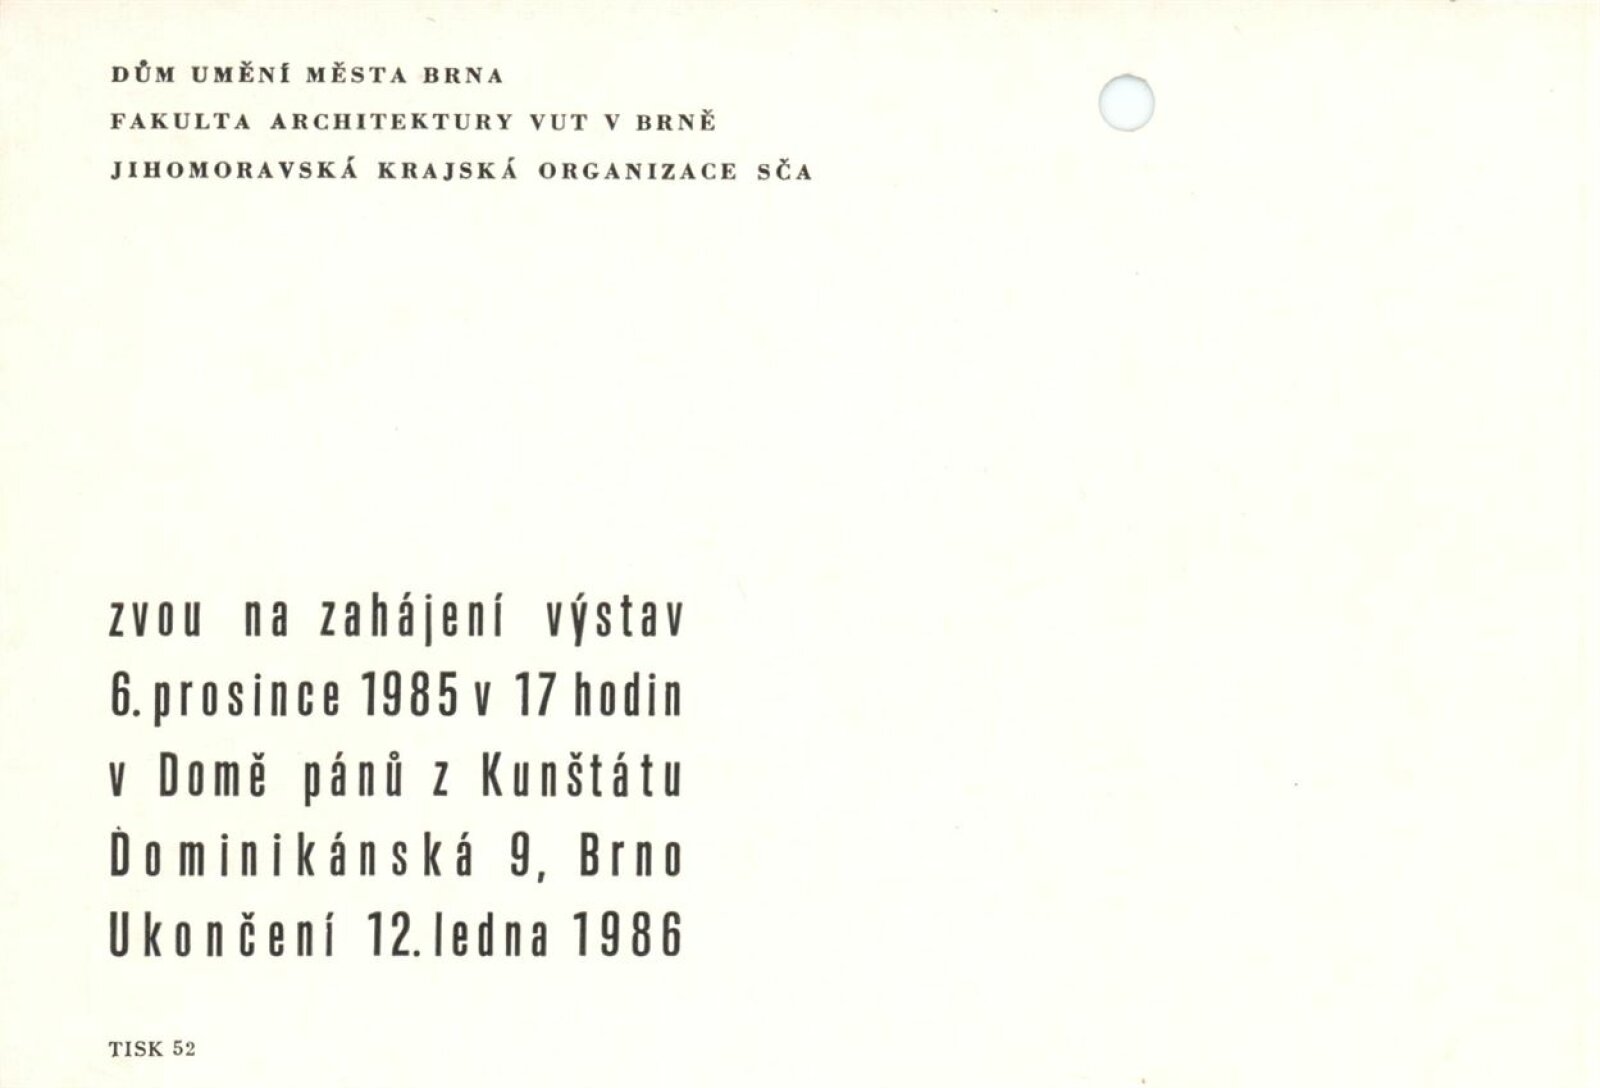 DŮM UMĚNÍ MĚSTA BRNA
FAKULTA ARCHITEKTURY VUT V BRNĚ
JIHOMORAVSKÁ KRAJSKÁ ORGANIZACE SČA
zvou na zahájení výstav
6. prosince 1985 v 17 hodin
v Domě pánů z Kunštátu
Dominikánská 9, Brno
Ukončení 12. ledna 1986
TISK 52